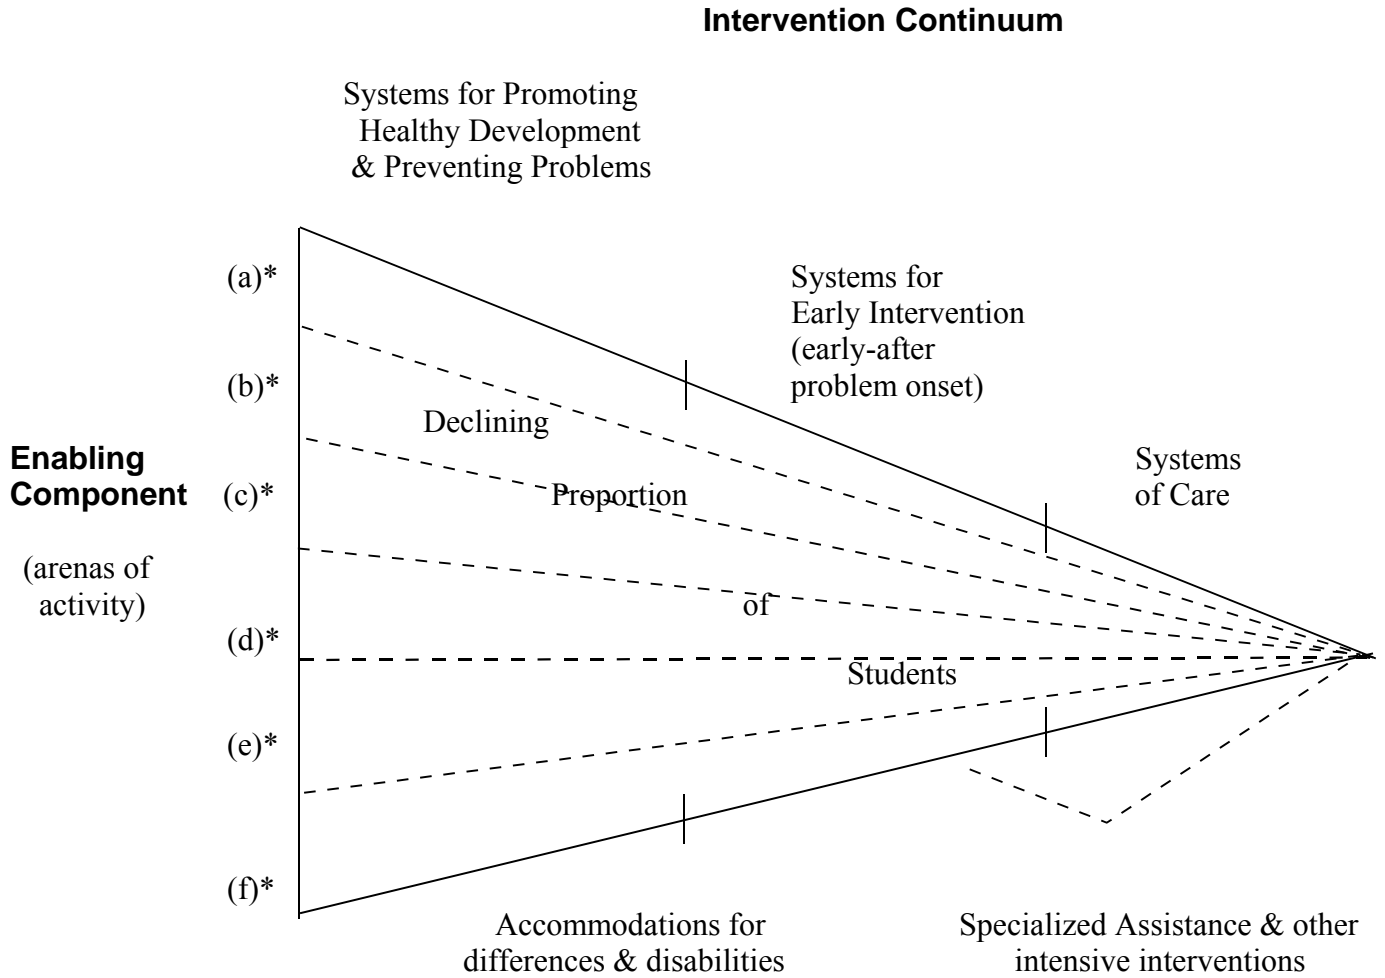 Intervention Continuum
Systems for Promoting
Healthy Development
& Preventing Problems
(a)*
Systems for
Early Intervention
(early-after
problem onset)
(b)*
Declining
Enabling
Component
(arenas of
activity)
(c)*
Proportion
Systems
of Care
of
(d)*
Students
(e)*
(f)*
Accommodations for
differences & disabilities
Specialized Assistance & other
intensive interventions